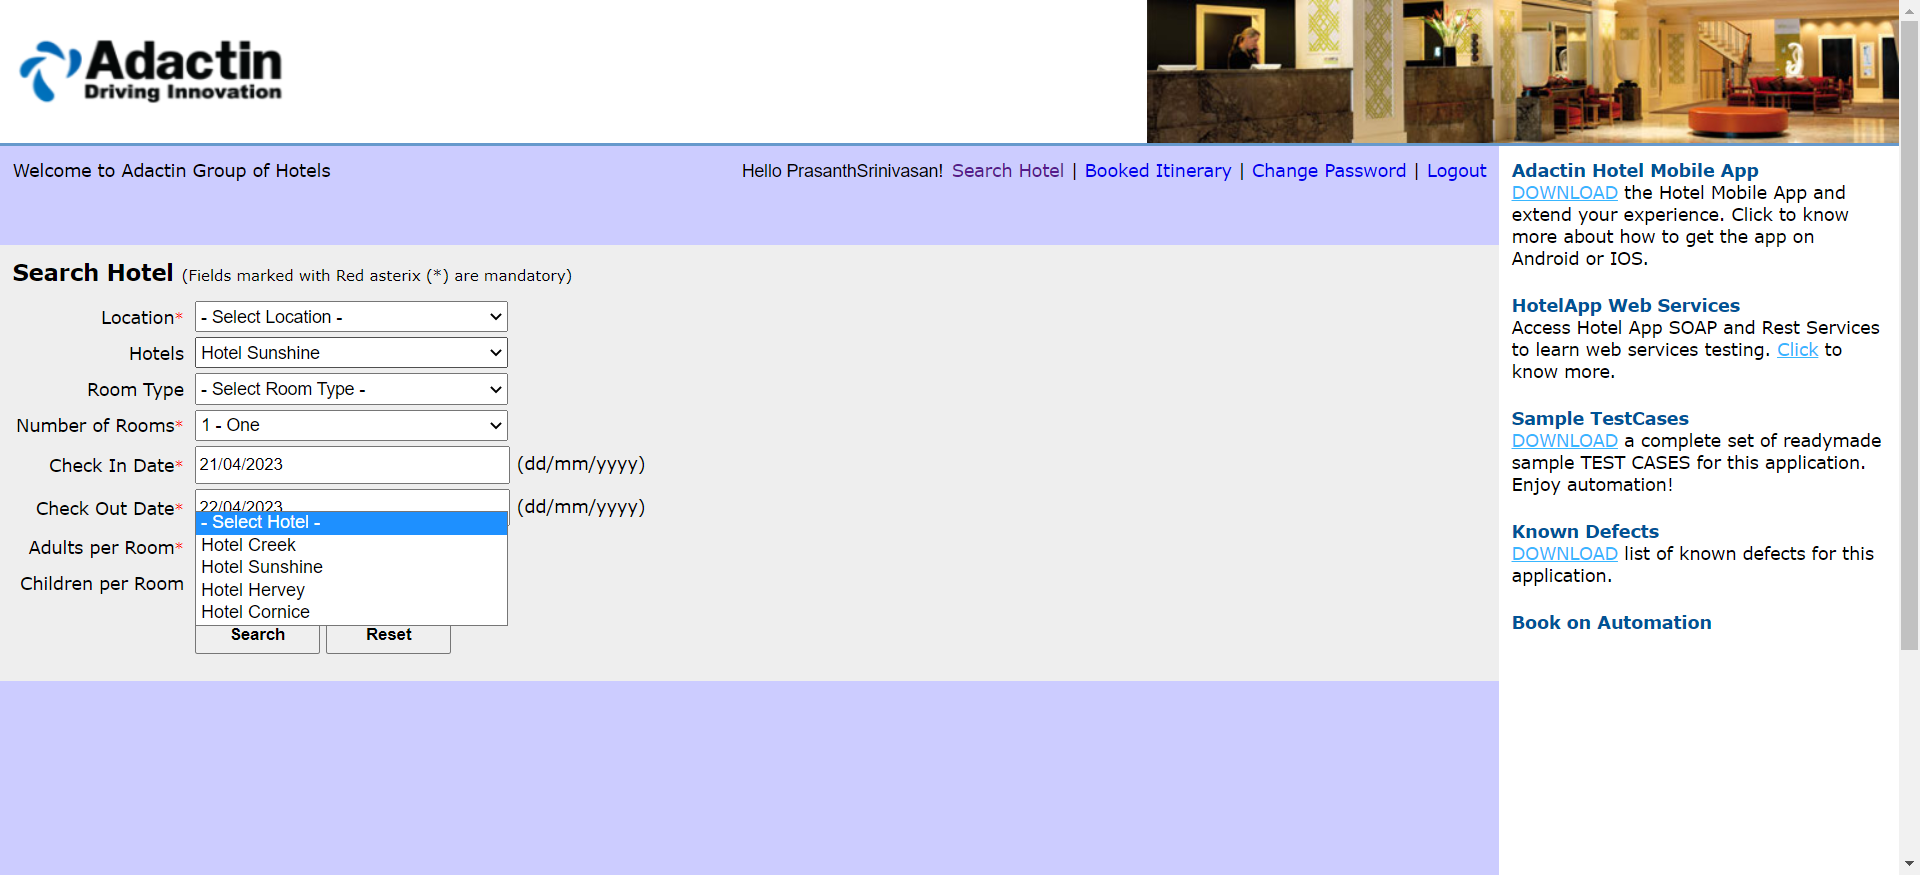 Adactin
Driving Innovation
Welcome to Adactin Group of Hotels
Hello PrasanthSrinivasan! Search Hotel | Booked Itinerary | Change Password | Logout
Search Hotel (Fields marked with Red asterix (*) are mandatory)
Location* - Select Location -
Hotels Hotel Sunshine
Room Type - Select Room Type -
Number of Rooms* 1 - One
Check In Date* 21/04/2023 (dd/mm/yyyy)
Check Out Date* 22/04/2023 (dd/mm/yyyy)
- Select Hotel -
Hotel Creek
Adults per Room*
Hotel Sunshine
Children per Room
Hotel Hervey
Hotel Cornice
Search Reset
Adactin Hotel Mobile App
DOWNLOAD the Hotel Mobile App and
extend your experience. Click to know
more about how to get the app on
Android or IOS.
HotelApp Web Services
Access Hotel App SOAP and Rest Services
to learn web services testing. Click to
know more.
Sample TestCases
DOWNLOAD a complete set of readymade
sample TEST CASES for this application.
Enjoy automation!
Known Defects
DOWNLOAD list of known defects for this
application.
Book on Automation